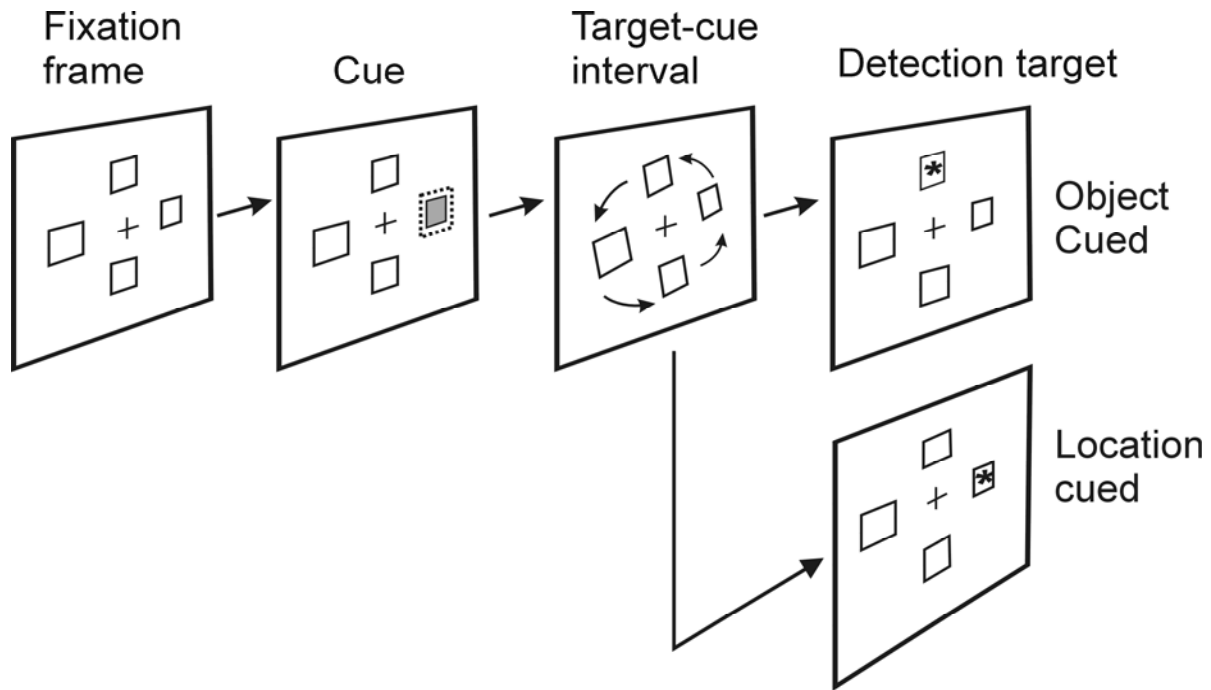 Fixation
frame
Cue
Target-cue
interval
Detection target
*
Object
Cued
*
Location
cued